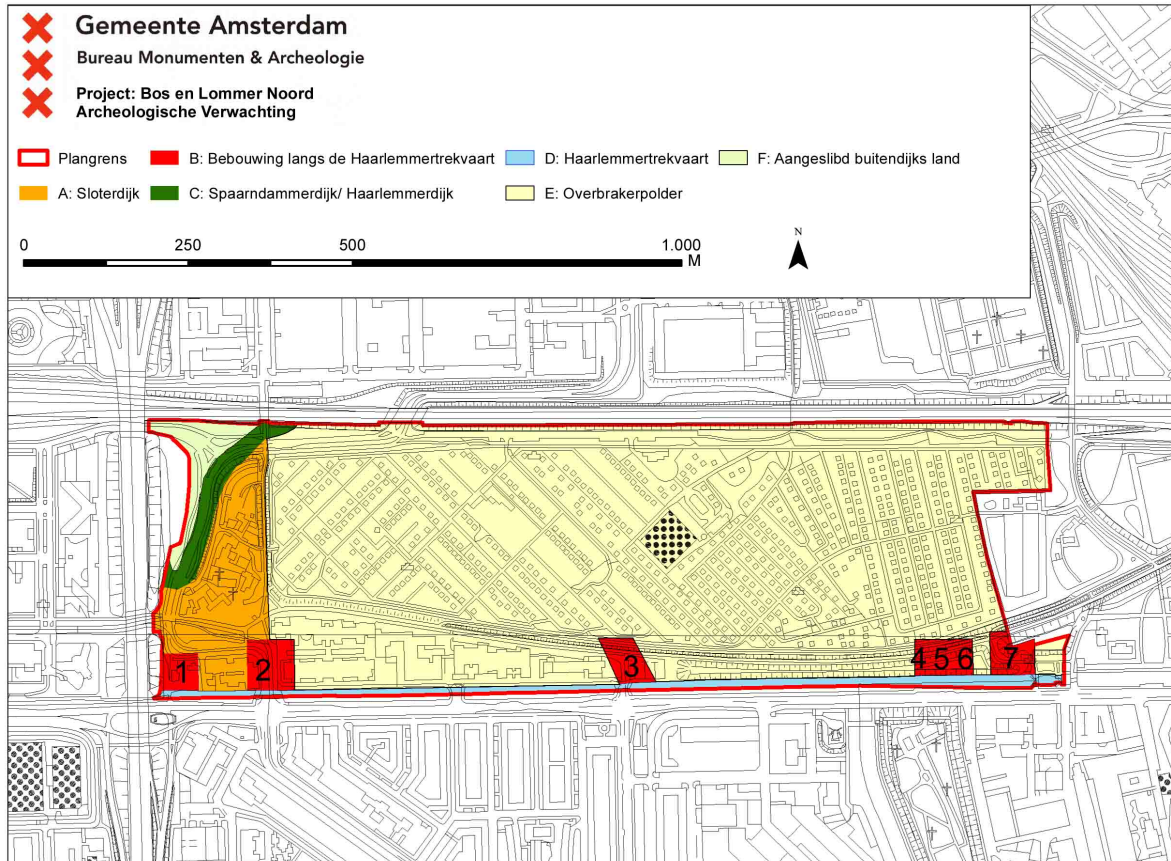 Gemeente Amsterdam
Bureau Monumenten & Archeologie
Project: Bos en Lommer Noord
Archeologische Verwachting
Plangrens
B: Bebouwing langs de Haarlemmertrekvaart
D: Haarlemmertrekvaart
F: Aangeslibd buitendijks land
A: Sloterdijk
C: Spaarndammerdijk/ Haarlemmerdijk
E: Overbrakerpolder
0 250 500 1.000
M
N
1 2 3 4 5 6 7